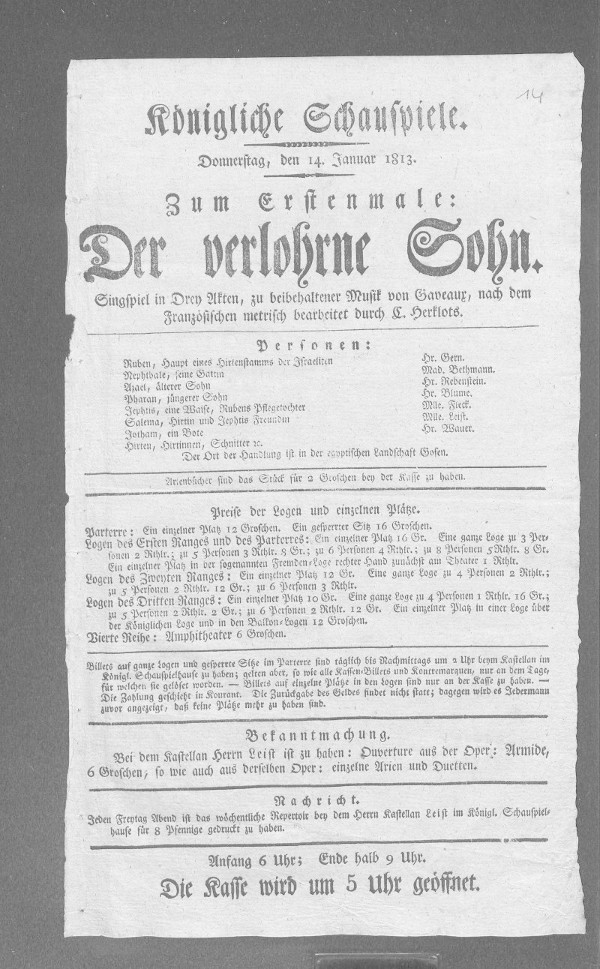 14
Königliche Schauspiele.
Donnerstag, den 14. Januar 1813.
Zum Erstenmale:
Der verlohrne Sohn.
Singspiel in Drey Akten, zu beibehaltener Musik von Gaveaux, nach dem
Französischen metrisch bearbeitet durch C. Herklots.
Personen:
Ruben, Haupt eines Hirtenstamms der Israeliten Hr. Gern.
Nephthale, seine Gattin Mad. Bethmann.
Azael, älterer Sohn Hr. Rebenstein.
Pharan, jüngerer Sohn Hr. Blume.
Jephtis, eine Waise, Rubens Pflegetochter Mlle. Fleck.
Salema, Hirtin und Jephtis Freundin Mlle. Leist.
Jotham, ein Bote Hr. Wauer.
Hirten, Hirtinnen, Schnitter ꝛc.
Der Ort der Handlung ist in der egyptischen Landschaft Gosen.
Arienbücher sind das Stück für 2 Groschen bey der Kasse zu haben.
Preise der Logen und einzelnen Plätze.
Parterre: Ein einzelner Platz 12 Groschen. Ein gesperrter Sitz 16 Groschen.
Logen des Ersten Ranges und des Parterres: Ein einzelner Platz 16 Gr. Eine ganze Loge zu 3 Per-
sonen 2 Rthlr.; zu 5 Personen 3 Rthlr. 8 Gr.; zu 6 Personen 4 Rthlr.; zu 8 Personen 5 Rthlr. 8 Gr.
Ein einzelner Platz in der sogenannten Fremden-Loge rechter Hand zunächst am Theater 1 Rthlr.
Logen des Zweyten Ranges: Ein einzelner Platz 12 Gr. Eine ganze Loge zu 4 Personen 2 Rthlr.;
zu 5 Personen 2 Rthlr. 12 Gr.; zu 6 Personen 3 Rthlr.
Logen des Dritten Ranges: Ein einzelner Platz 10 Gr. Eine ganze Loge zu 4 Personen 1 Rthlr. 16 Gr.;
zu 5 Personen 2 Rthlr. 2 Gr.; zu 6 Personen 2 Rthlr. 12 Gr. Ein einzelner Platz in einer Loge über
der Königlichen Loge und in den Balkon-Logen 12 Groschen.
Vierte Reihe: Amphitheater 6 Groschen.
Billets auf ganze Logen und gesperrte Sitze im Parterre sind täglich bis Nachmittags um 2 Uhr beym Kastellan im
Königl. Schauspielhause zu haben; gelten aber, so wie alle Kassen-Billets und Kontremarquen, nur an dem Tage,
für welchen sie gelöset worden. — Billets auf einzelne Plätze in den Logen sind nur an der Kasse zu haben. —
Die Zahlung geschieht in Kourant. Die Zurückgabe des Geldes findet nicht statt; dagegen wird es Jedermann
zuvor angezeigt, daß keine Plätze mehr zu haben sind.
Bekanntmachung.
Bei dem Kastellan Herrn Leist ist zu haben: Ouverture aus der Oper: Armide,
6 Groschen, so wie auch aus derselben Oper: einzelne Arien und Duetten.
Nachricht.
Jeden Freytag Abend ist das wöchentliche Repertoir bey dem Herrn Kastellan Leist im Königl. Schauspiel-
hause für 8 Pfennige gedruckt zu haben.
Anfang 6 Uhr; Ende halb 9 Uhr.
Die Kasse wird um 5 Uhr geöffnet.